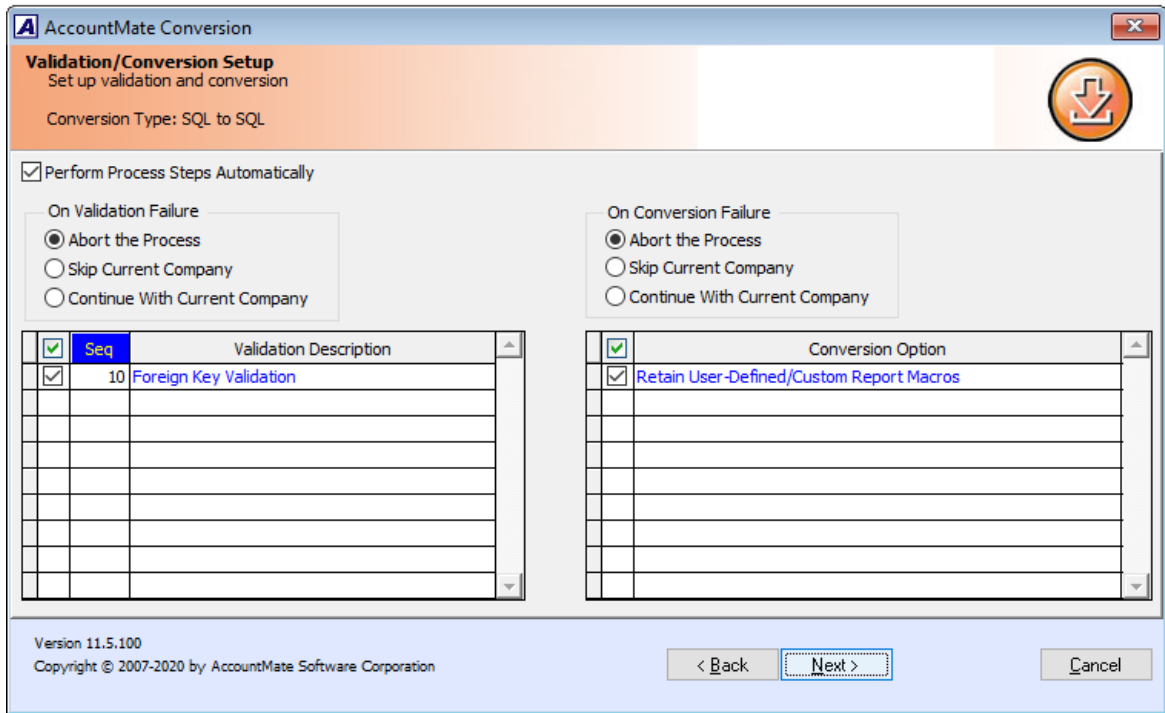 A AccountMate Conversion
Validation/Conversion Setup
Set up validation and conversion
Conversion Type: SQL to SQL
Perform Process Steps Automatically
On Validation Failure
Abort the Process
Skip Current Company
Continue With Current Company
On Conversion Failure
Abort the Process
Skip Current Company
Continue With Current Company
Seq Validation Description
10 Foreign Key Validation
Conversion Option
Retain User-Defined/Custom Report Macros
Version 11.5.100
Copyright © 2007-2020 by AccountMate Software Corporation
< Back Next > Cancel